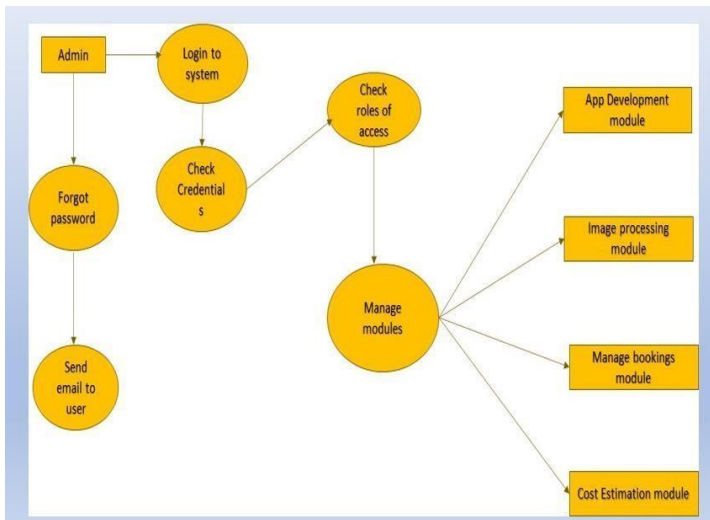 Admin
Login to
system
Check
roles of
access
App Development
module
Check
Credential
s
Forgot
password
Image processing
module
Manage
modules
Manage bookings
module
Send
email to
user
Cost Estimation module